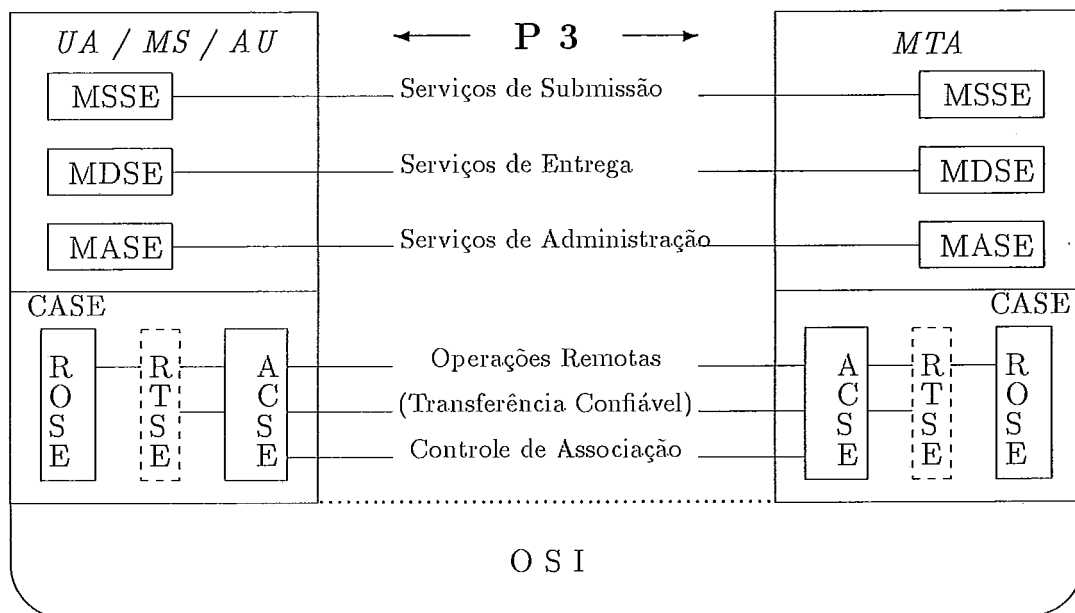 UA / MS / AU
P 3
MTA
MSSE
Serviços de Submissão
MSSE
MDSE
Serviços de Entrega
MDSE
MASE
Serviços de Administração
MASE
CASE
CASE
ROSE
RTSE
ACSE
Operações Remotas
(Transferência Confiável)
Controle de Associação
ACSE
RTSE
ROSE
O S I